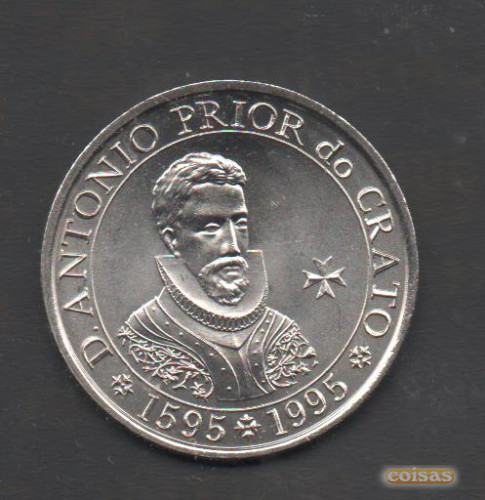 D. ANTONIO PRIOR do CRATO
1595 1995
coisas